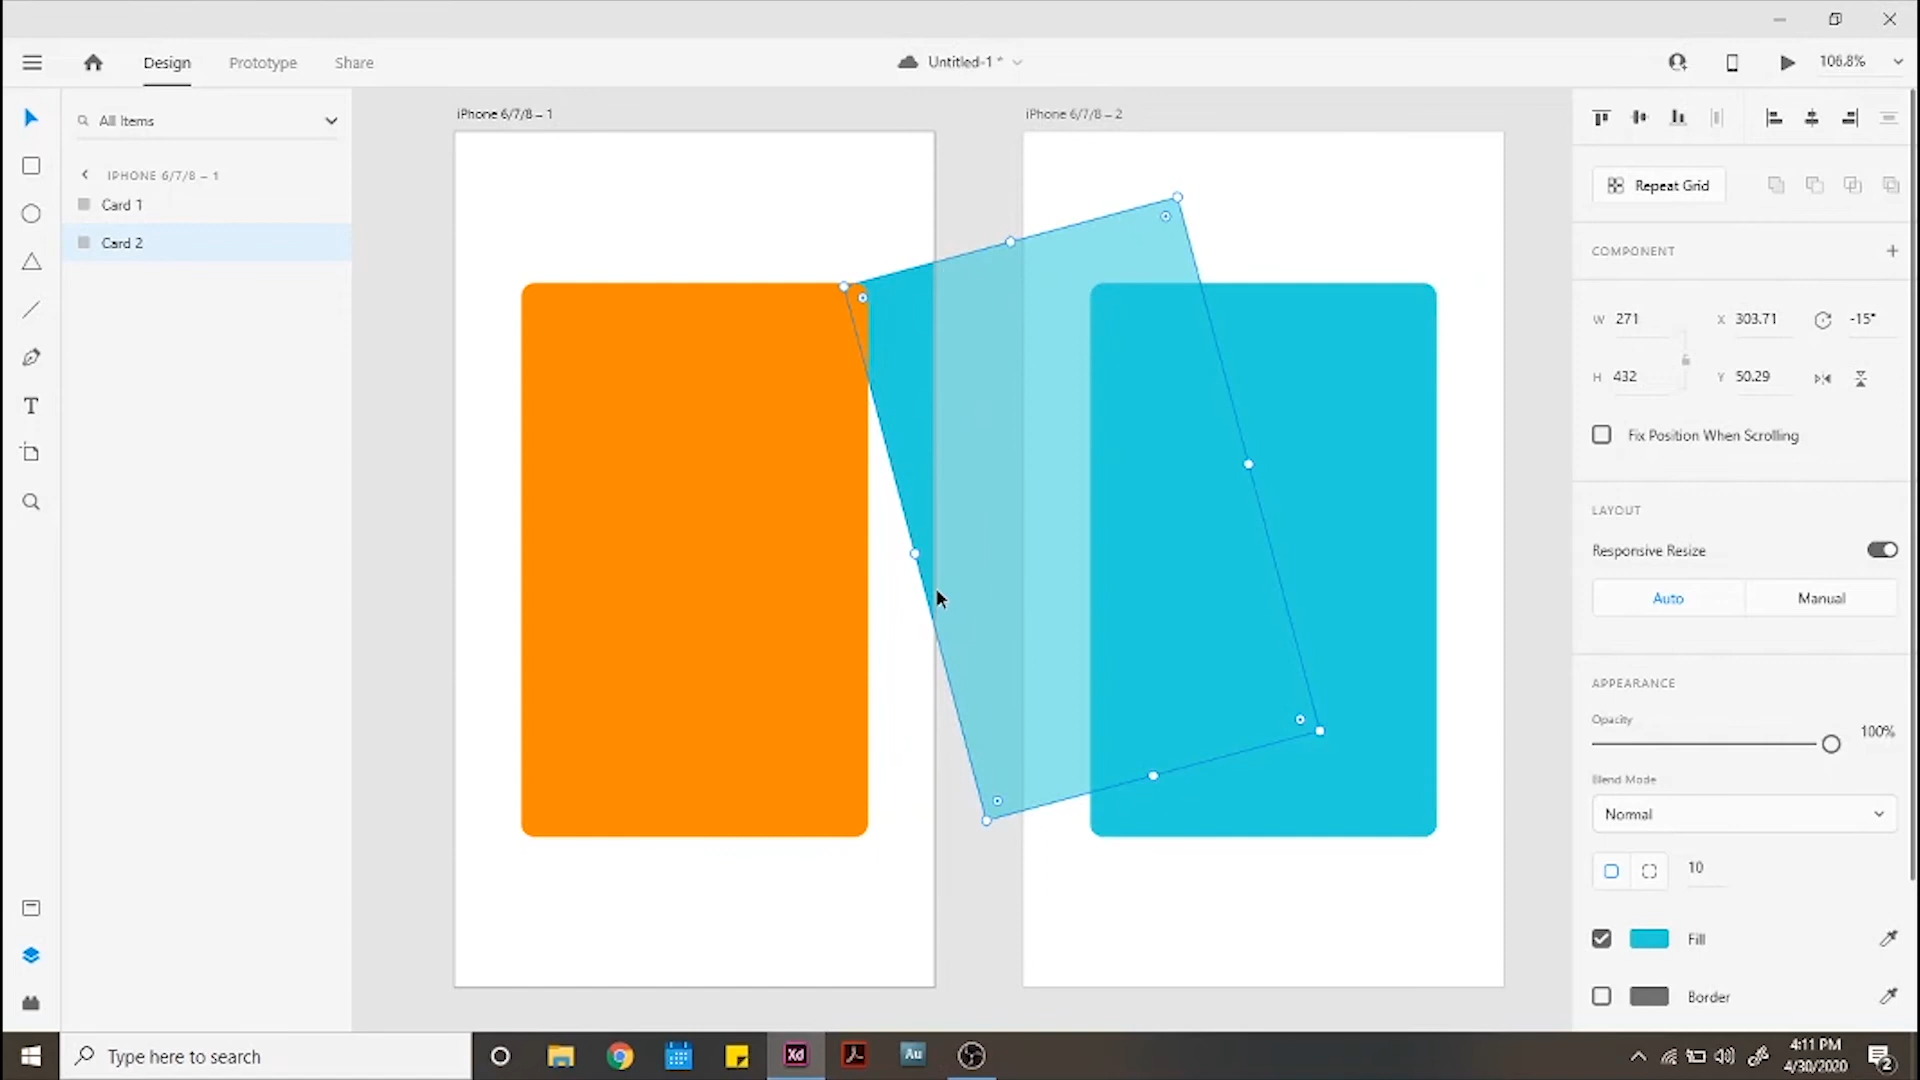 Design
Prototype
Share
Untitled-1 *
106.8%
All Items
IPHONE 6/7/8 – 1
Card 1
Card 2
iPhone 6/7/8 – 1
iPhone 6/7/8 – 2
Repeat Grid
COMPONENT
W 271
X 303.71
-15°
H 432
Y 50.29
Fix Position When Scrolling
LAYOUT
Responsive Resize
Auto
Manual
APPEARANCE
Opacity
100%
Blend Mode
Normal
10
Fill
Border
T
Type here to search
Xd
Au
4:11 PM
4/30/2020
2